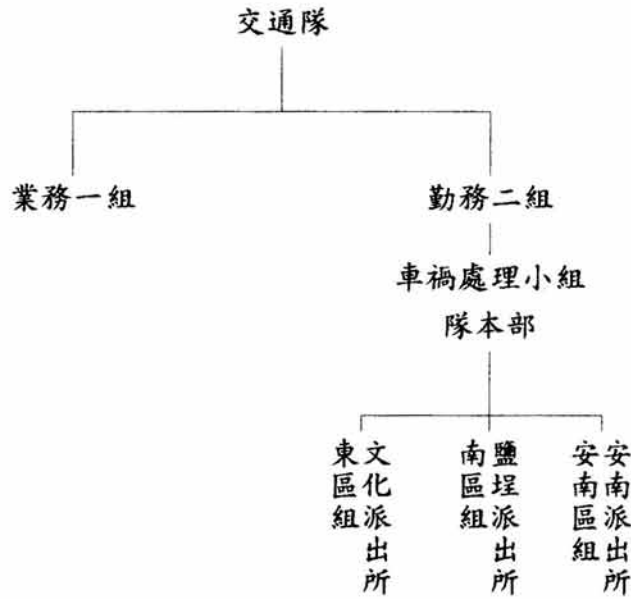 交通隊
業務一組
勤務二組
車禍處理小組
隊本部
文化派出所
東區組
鹽埕派出所
南區組
安南派出所
安南區組